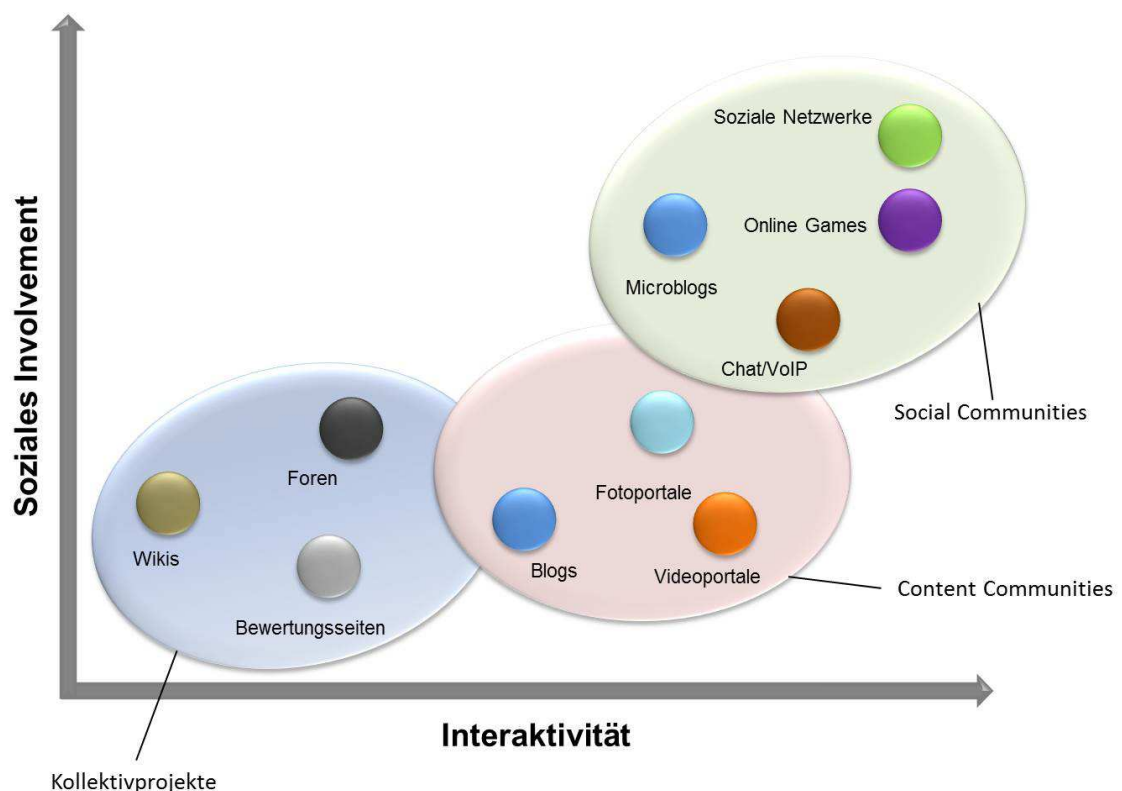 Soziales Involvement
Soziale Netzwerke
Online Games
Microblogs
Chat/VoIP
Social Communities
Foren
Fotoportale
Wikis
Blogs
Videoportale
Content Communities
Bewertungsseiten
Interaktivität
Kollektivprojekte